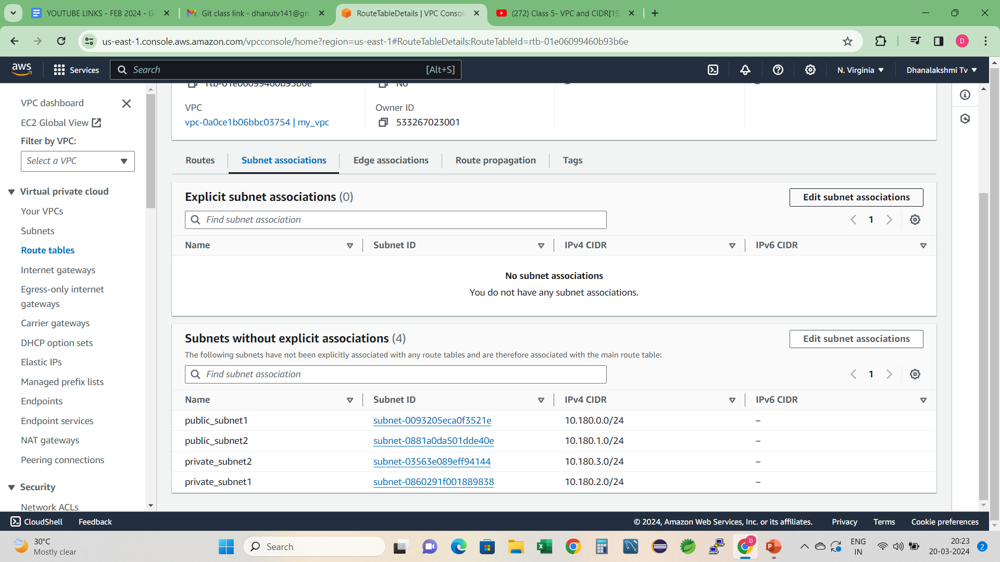 YOUTUBE LINKS - FEB 2024 - G
Git class link - dhanutv141@gm
RouteTableDetails | VPC Consol
(272) Class 5- VPC and CIDR[19
us-east-1.console.aws.amazon.com/vpcconsole/home?region=us-east-1#RouteTableDetails:RouteTableId=rtb-01e06099460b93b6e
D
aws
Services
Search
[Alt+S]
N. Virginia
Dhanalakshmi Tv
VPC dashboard
EC2 Global View
Filter by VPC:
Select a VPC
Virtual private cloud
Your VPCs
Subnets
Route tables
Internet gateways
Egress-only internet
gateways
Carrier gateways
DHCP option sets
Elastic IPs
Managed prefix lists
Endpoints
Endpoint services
NAT gateways
Peering connections
Security
Network ACLs
rtb-01e06099460b93b6e
No
–
–
VPC
vpc-0a0ce1b06bbc03754 | my_vpc
Owner ID
533267023001
Routes
Subnet associations
Edge associations
Route propagation
Tags
Explicit subnet associations (0)
Edit subnet associations
Find subnet association
1
Name
Subnet ID
IPv4 CIDR
IPv6 CIDR
No subnet associations
You do not have any subnet associations.
Subnets without explicit associations (4)
Edit subnet associations
The following subnets have not been explicitly associated with any route tables and are therefore associated with the main route table:
Find subnet association
1
Name
Subnet ID
IPv4 CIDR
IPv6 CIDR
public_subnet1 subnet-0093205eca0f3521e 10.180.0.0/24 –
public_subnet2 subnet-0881a0da501dde40e 10.180.1.0/24 –
private_subnet2 subnet-03563e089eff94144 10.180.3.0/24 –
private_subnet1 subnet-0860291f001889838 10.180.2.0/24 –
CloudShell
Feedback
© 2024, Amazon Web Services, Inc. or its affiliates.
Privacy
Terms
Cookie preferences
30°C
Mostly clear
Search
D
ENG
IN
20:23
20-03-2024
2